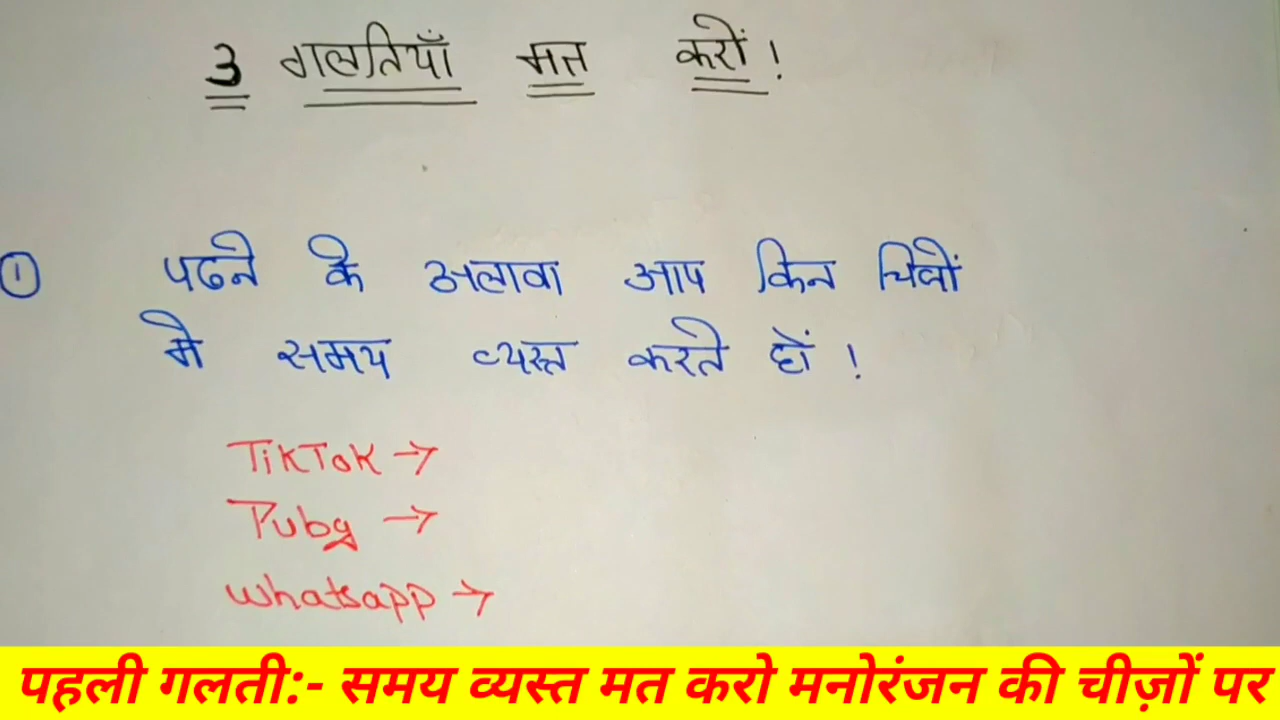 3 गलतियाँ मत करों !
① पढने के अलावा आप किन चिजों
मे समय व्यस्त करते हों !
TikTok →
Pubg →
Whatsapp →
पहली गलती:- समय व्यस्त मत करो मनोरंजन की चीज़ों पर